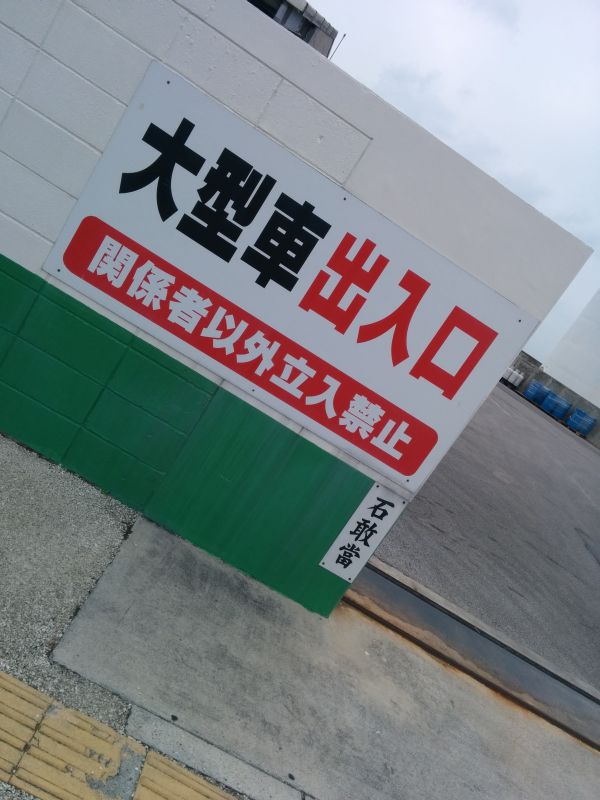 大型車出入口
関係者以外立入禁止
石敢當